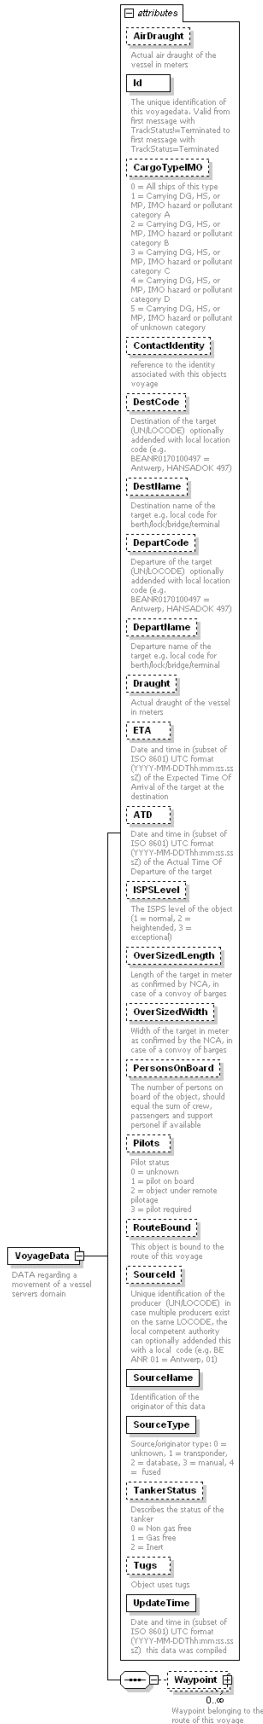 attributes
AirDraught
Actual air draught of the
vessel in meters
Id
The unique identification of
this voyagedata. Valid from
first message with
TrackStatus!=Terminated to
first message with
TrackStatus=Terminated
CargoTypeIMO
0 = All ships of this type
1 = Carrying DG, HS, or
MP, IMO hazard or pollutant
category A
2 = Carrying DG, HS, or
MP, IMO hazard or pollutant
category B
3 = Carrying DG, HS, or
MP, IMO hazard or pollutant
category C
4 = Carrying DG, HS, or
MP, IMO hazard or pollutant
category D
5 = Carrying DG, HS, or
MP, IMO hazard or pollutant
of unknown category
ContactIdentity
reference to the identity
associated with this objects
voyage
DestCode
Destination of the target
(UN/LOCODE) optionally
addended with local location
code (e.g.
BEANR0170100497 =
Antwerp, HANSADOK 497)
DestName
Destination name of the
target e.g. local code for
berth/lock/bridge/terminal
DepartCode
Departure of the target
(UN/LOCODE) optionally
addended with local location
code (e.g.
BEANR0170100497 =
Antwerp, HANSADOK 497)
DepartName
Departure name of the
target e.g. local code for
berth/lock/bridge/terminal
Draught
Actual draught of the vessel
in meters
ETA
Date and time in (subset of
ISO 8601) UTC format
(YYYY-MM-DDThh:mm:ss.ss
sZ) of the Expected Time Of
Arrival of the target at the
destination
ATD
Date and time in (subset of
ISO 8601) UTC format
(YYYY-MM-DDThh:mm:ss.ss
sZ) of the Actual Time Of
Departure of the target
ISPSLevel
The ISPS level of the object
(1 = normal, 2 =
heightended, 3 =
exceptional)
OverSizedLength
Length of the target in meter
as confirmed by NCA, in
case of a convoy of barges
OverSizedWidth
Width of the target in meter
as confirmed by the NCA, in
case of a convoy of barges
PersonsOnBoard
The number of persons on
board of the object, should
equal the sum of crew,
passengers and support
personel if available
Pilots
Pilot status
0 = unknown
1 = pilot on board
2 = object under remote
pilotage
3 = pilot required
RouteBound
This object is bound to the
route of this voyage
VoyageData
DATA regarding a
movement of a vessel
servers domain
SourceId
Unique identification of the
producer (UN/LOCODE) in
case multiple producers exist
on the same LOCODE, the
local competent authority
can optionally addended this
with a local code (e.g. BE
ANR 01 = Antwerp, 01)
SourceName
Identification of the
originator of this data
SourceType
Source/originator type: 0 =
unknown, 1 = transponder,
2 = database, 3 = manual, 4
= fused
TankerStatus
Describes the status of the
tanker
0 = Non gas free
1 = Gas free
2 = Inert
Tugs
Object uses tugs
UpdateTime
Date and time in (subset of
ISO 8601) UTC format
(YYYY-MM-DDThh:mm:ss.ss
sZ) this data was compiled
Waypoint
0..∞
Waypoint belonging to the
route of this voyage